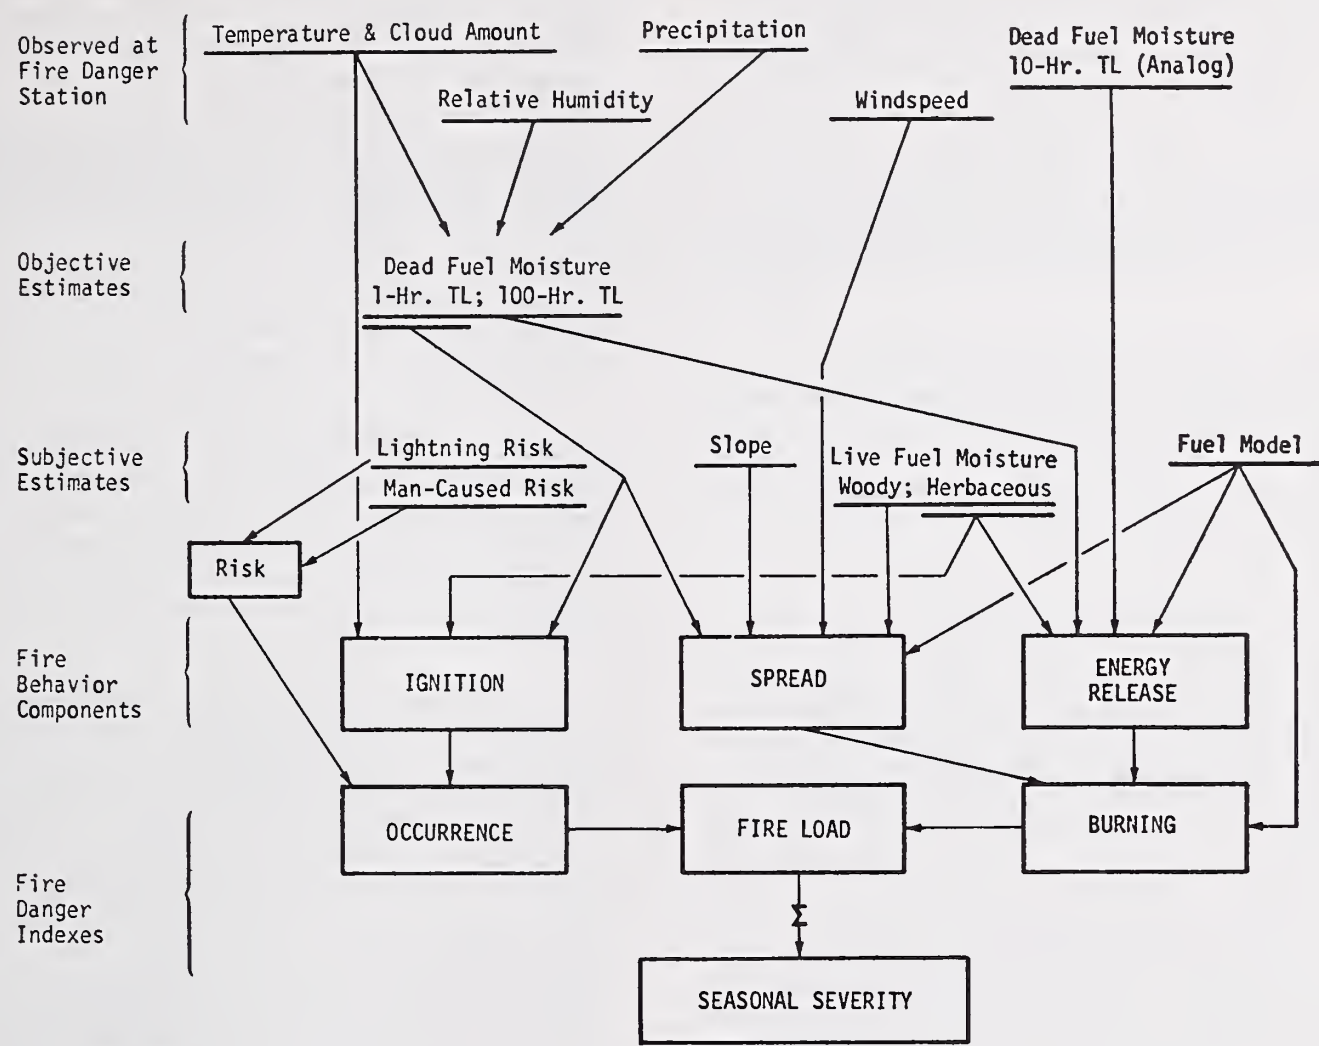 Observed at
Fire Danger
Station
Temperature & Cloud Amount
Precipitation
Dead Fuel Moisture
10-Hr. TL (Analog)
Relative Humidity
Windspeed
Objective
Estimates
Dead Fuel Moisture
1-Hr. TL; 100-Hr. TL
Subjective
Estimates
Lightning Risk
Man-Caused Risk
Slope
Live Fuel Moisture
Woody; Herbaceous
Fuel Model
Risk
Fire
Behavior
Components
IGNITION
SPREAD
ENERGY
RELEASE
OCCURRENCE
FIRE LOAD
BURNING
Fire
Danger
Indexes
Σ
SEASONAL SEVERITY